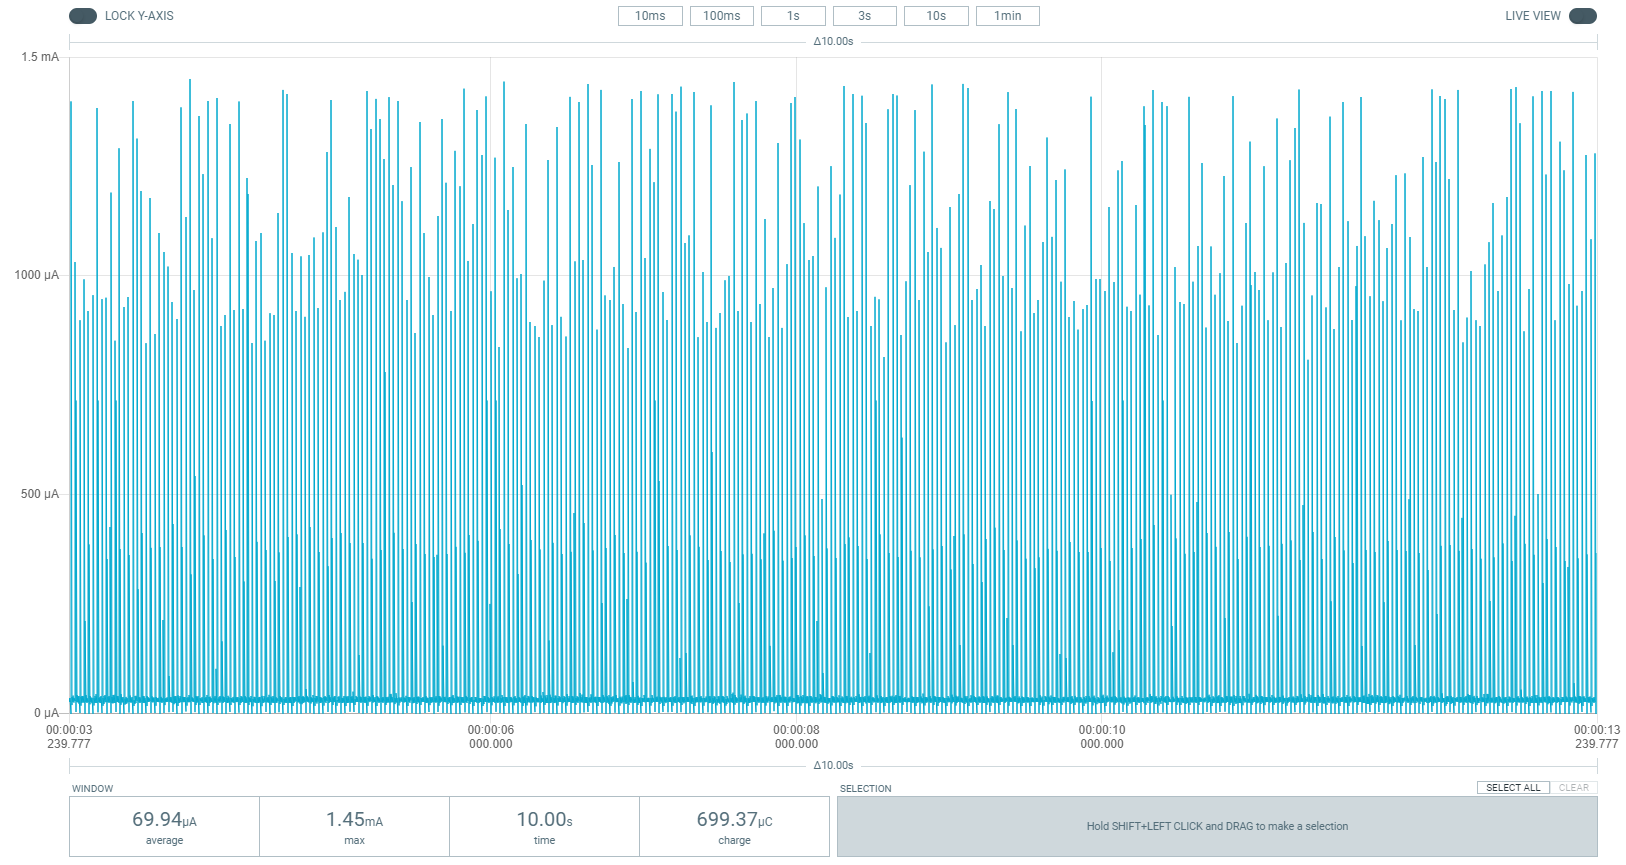 LOCK Y-AXIS
10ms 100ms 1s 3s 10s 1min
LIVE VIEW
Δ10.00s
1.5 mA
1000 µA
500 µA
0 µA
00:00:03 00:00:06 00:00:08 00:00:10 00:00:13
239.777 000.000 000.000 000.000 239.777
Δ10.00s
WINDOW
69.94µA 1.45mA 10.00s 699.37µC
average max time charge
SELECTION
SELECT ALL CLEAR
Hold SHIFT+LEFT CLICK and DRAG to make a selection